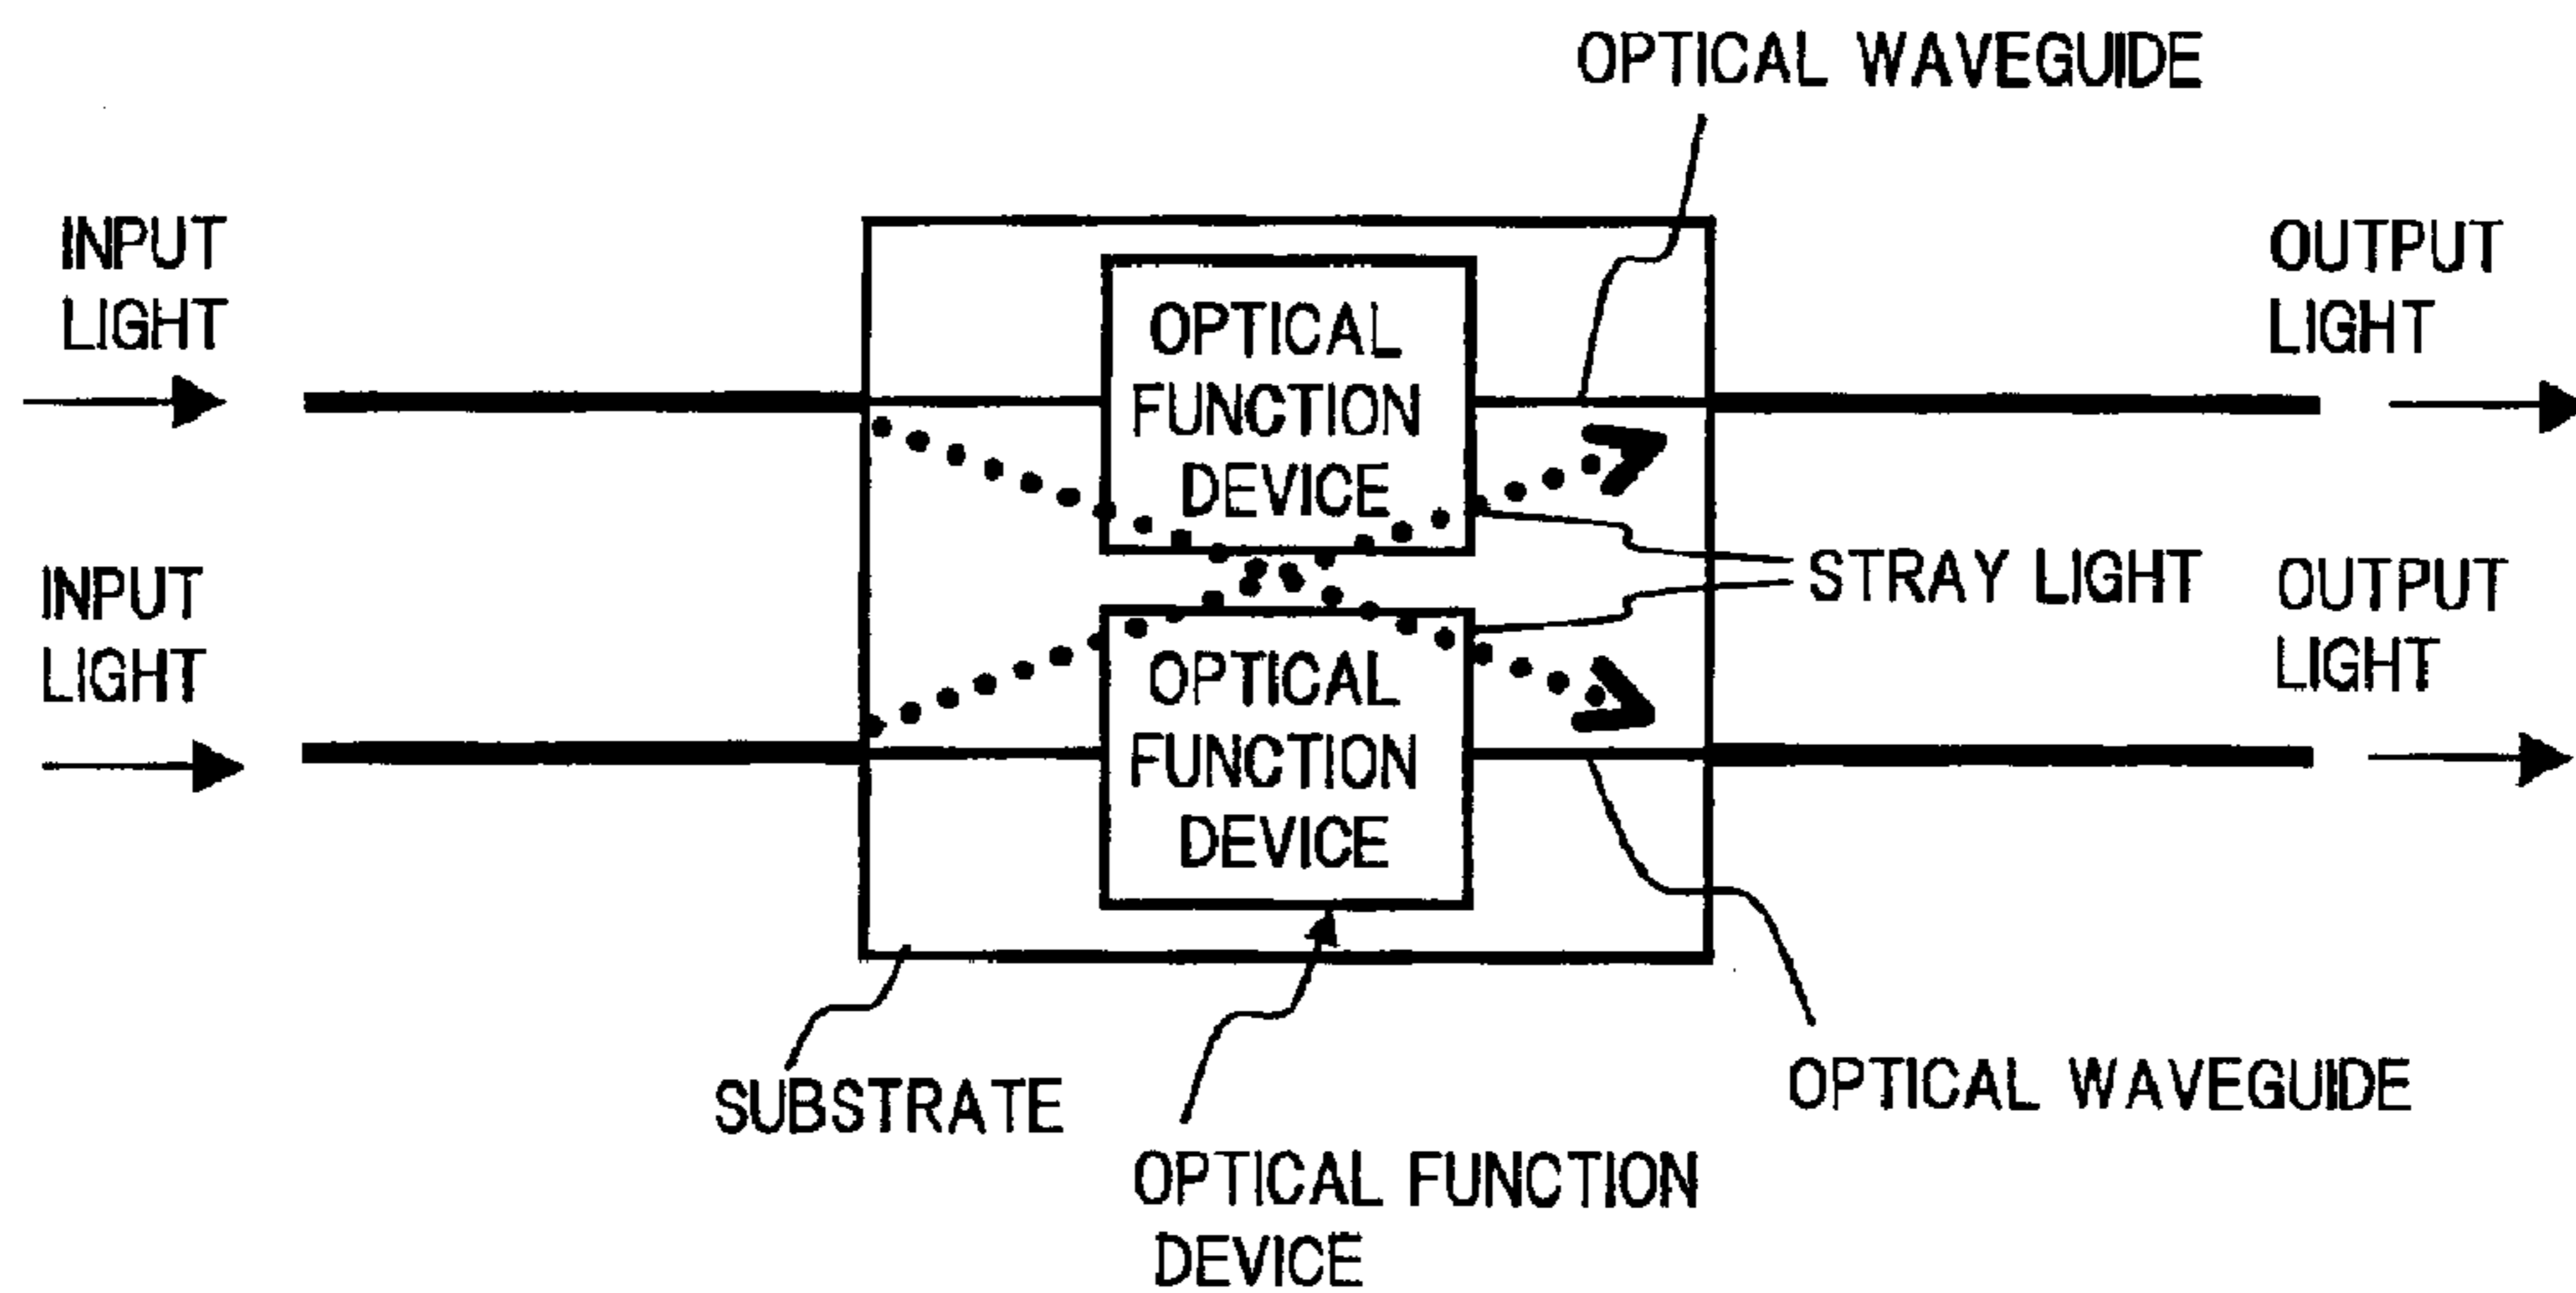 OPTICAL WAVEGUIDE
INPUT
LIGHT
OUTPUT
LIGHT
OPTICAL
FUNCTION
DEVICE
STRAY LIGHT
INPUT
LIGHT
OUTPUT
LIGHT
OPTICAL
FUNCTION
DEVICE
SUBSTRATE
OPTICAL WAVEGUIDE
OPTICAL FUNCTION
DEVICE